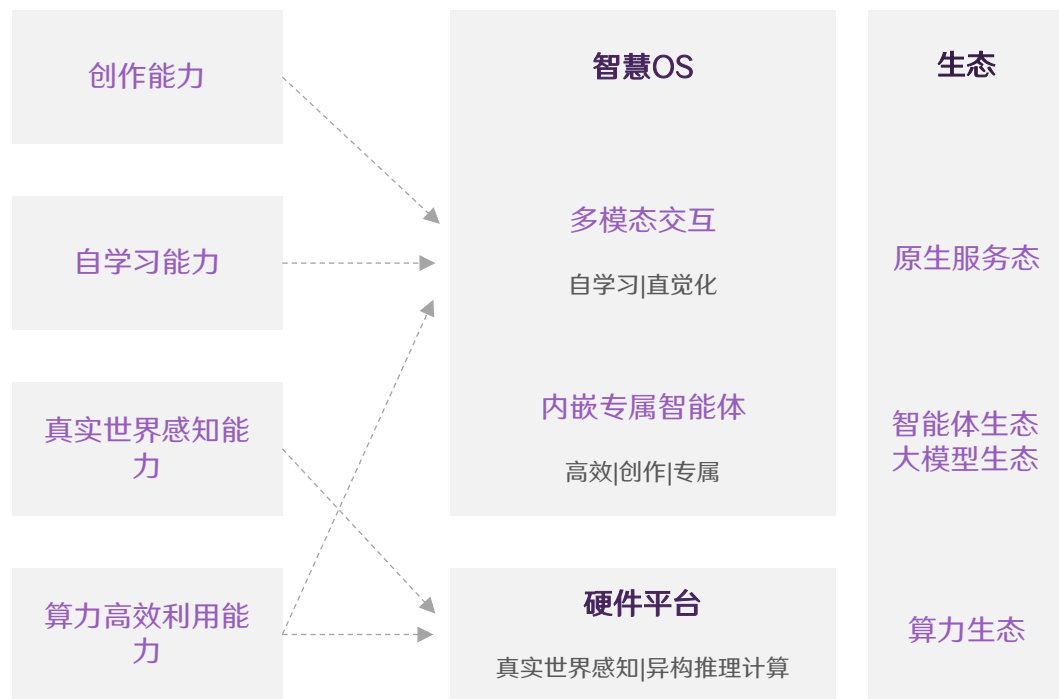 创作能力
自学习能力
真实世界感知能
力
算力高效利用能
力
智慧OS
多模态交互
自学习|直觉化
内嵌专属智能体
高效|创作|专属
硬件平台
真实世界感知|异构推理计算
生态
原生服务态
智能体生态
大模型生态
算力生态